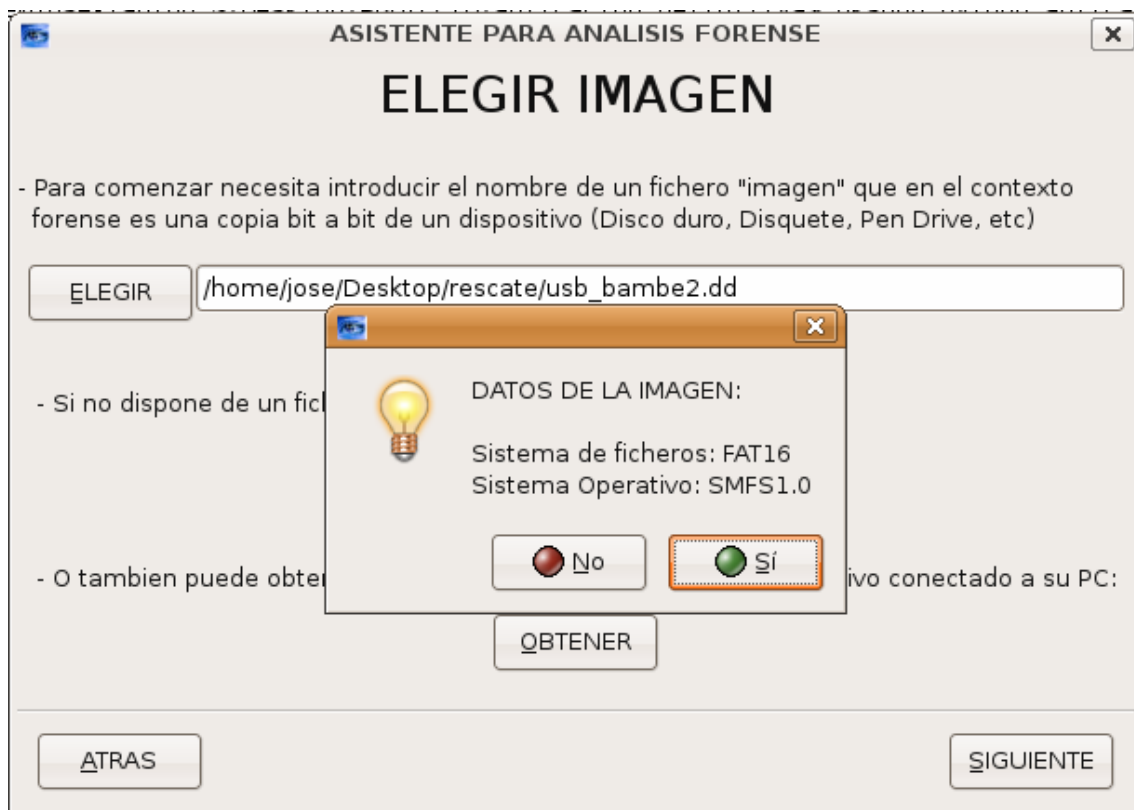 ASISTENTE PARA ANALISIS FORENSE
ELEGIR IMAGEN
- Para comenzar necesita introducir el nombre de un fichero "imagen" que en el contexto
forense es una copia bit a bit de un dispositivo (Disco duro, Disquete, Pen Drive, etc)
ELEGIR
/home/jose/Desktop/rescate/usb_bambe2.dd
- Si no dispone de un
DATOS DE LA IMAGEN:
Sistema de ficheros: FAT16
Sistema Operativo: SMFS1.0
No
Sí
- O tambien puede
conectado a su PC:
OBTENER
ATRAS
SIGUIENTE